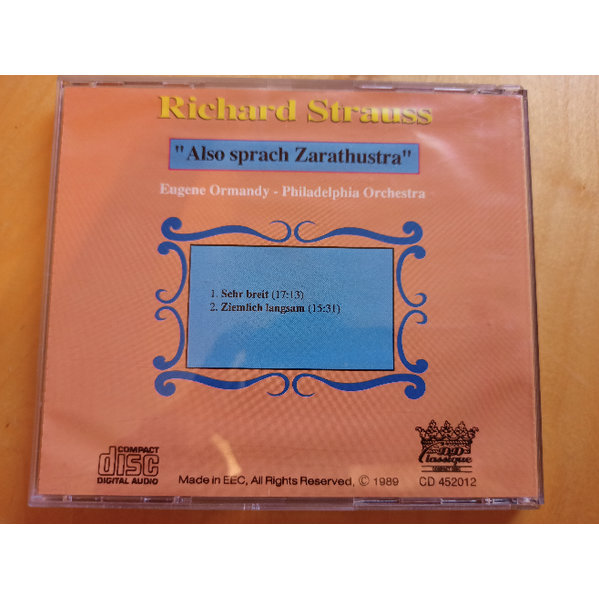 Richard Strauss
"Also sprach Zarathustra"
Eugene Ormandy - Philadelphia Orchestra
1. Sehr breit (17:13)
2. Ziemlich langsam (15:31)
COMPACT
disc
DIGITAL AUDIO
Classique
Made in EEC, All Rights Reserved, © 1989
CD 452012